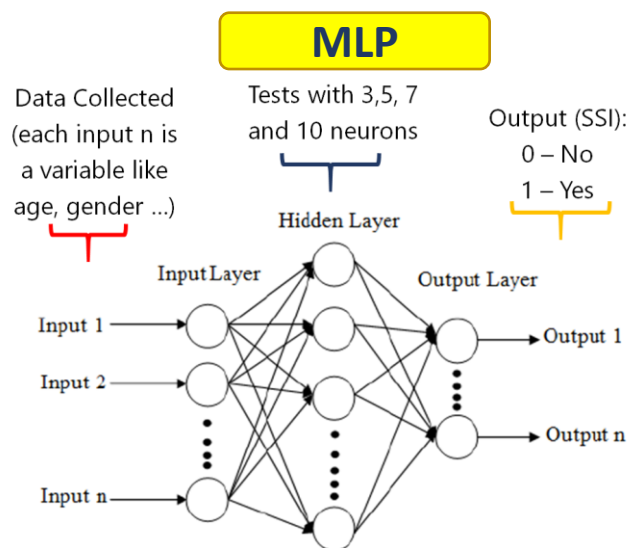 MLP
Data Collected
(each input n is
a variable like
age, gender ...)
Tests with 3,5, 7
and 10 neurons
Output (SSI):
0 – No
1 – Yes
Hidden Layer
Input Layer
Output Layer
Input 1
Input 2
Input n
Output 1
Output n